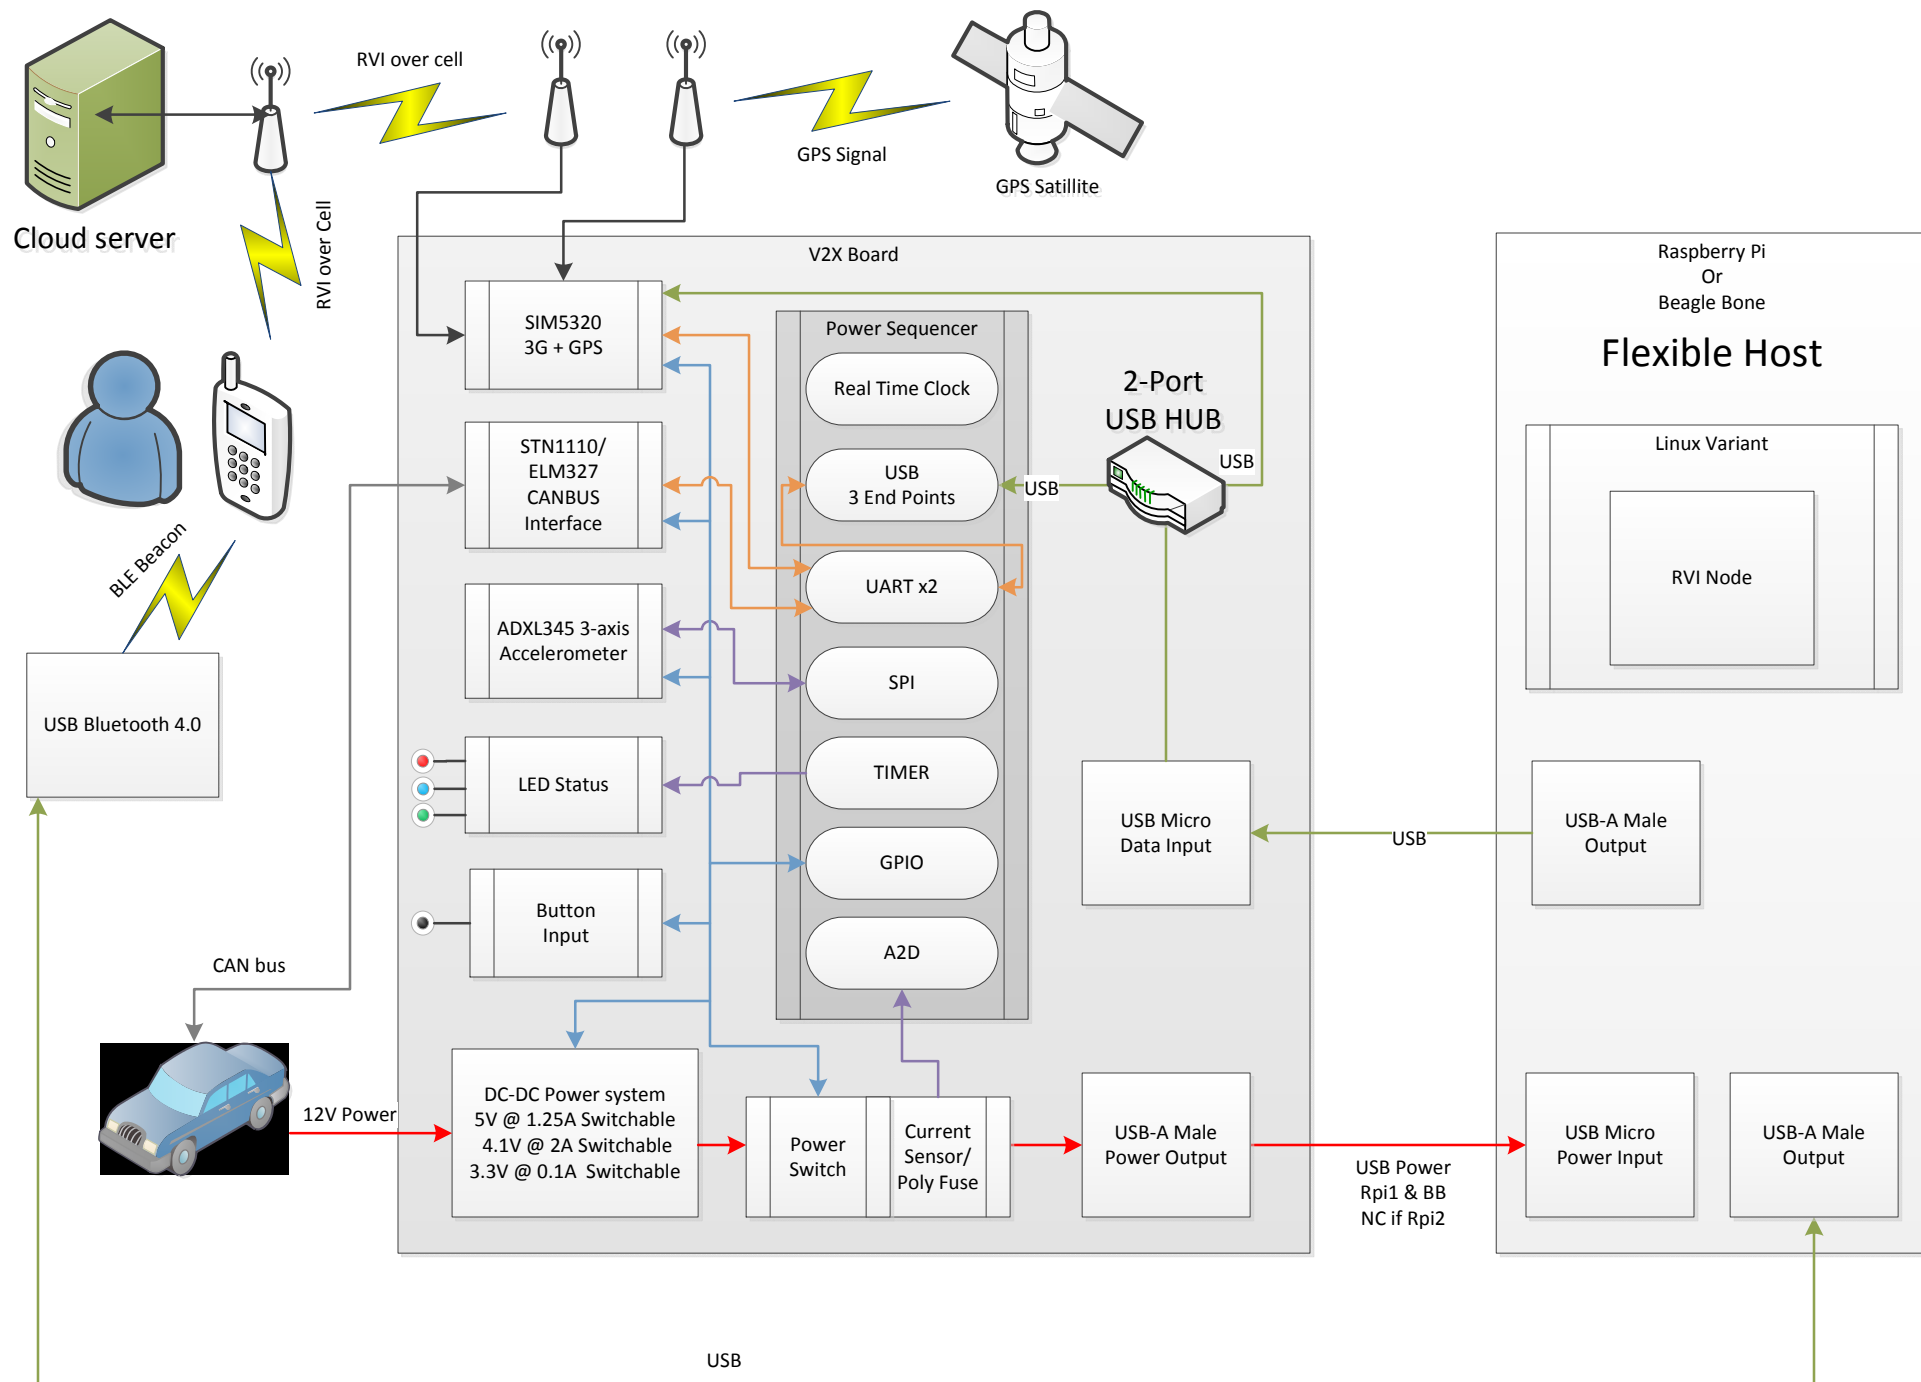 RVI over cell
GPS Signal
GPS Satillite
Cloud server
RVI over Cell
V2X Board
SIM5320
3G + GPS
Power Sequencer
Real Time Clock
2-Port
USB HUB
USB
STN1110/
ELM327
CANBUS
Interface
USB
3 End Points
USB
UART x2
BLE Beacon
ADXL345 3-axis
Accelerometer
SPI
USB Bluetooth 4.0
LED Status
TIMER
USB Micro
Data Input
GPIO
Button
Input
A2D
CAN bus
12V Power
DC-DC Power system
5V @ 1.25A Switchable
4.1V @ 2A Switchable
3.3V @ 0.1A  Switchable
Power
Switch
Current
Sensor/
Poly Fuse
USB-A Male
Power Output
USB
USB Power
Rpi1 & BB
NC if Rpi2
Raspberry Pi
Or
Beagle Bone
Flexible Host
Linux Variant
RVI Node
USB-A Male
Output
USB Micro
Power Input
USB-A Male
Output
USB